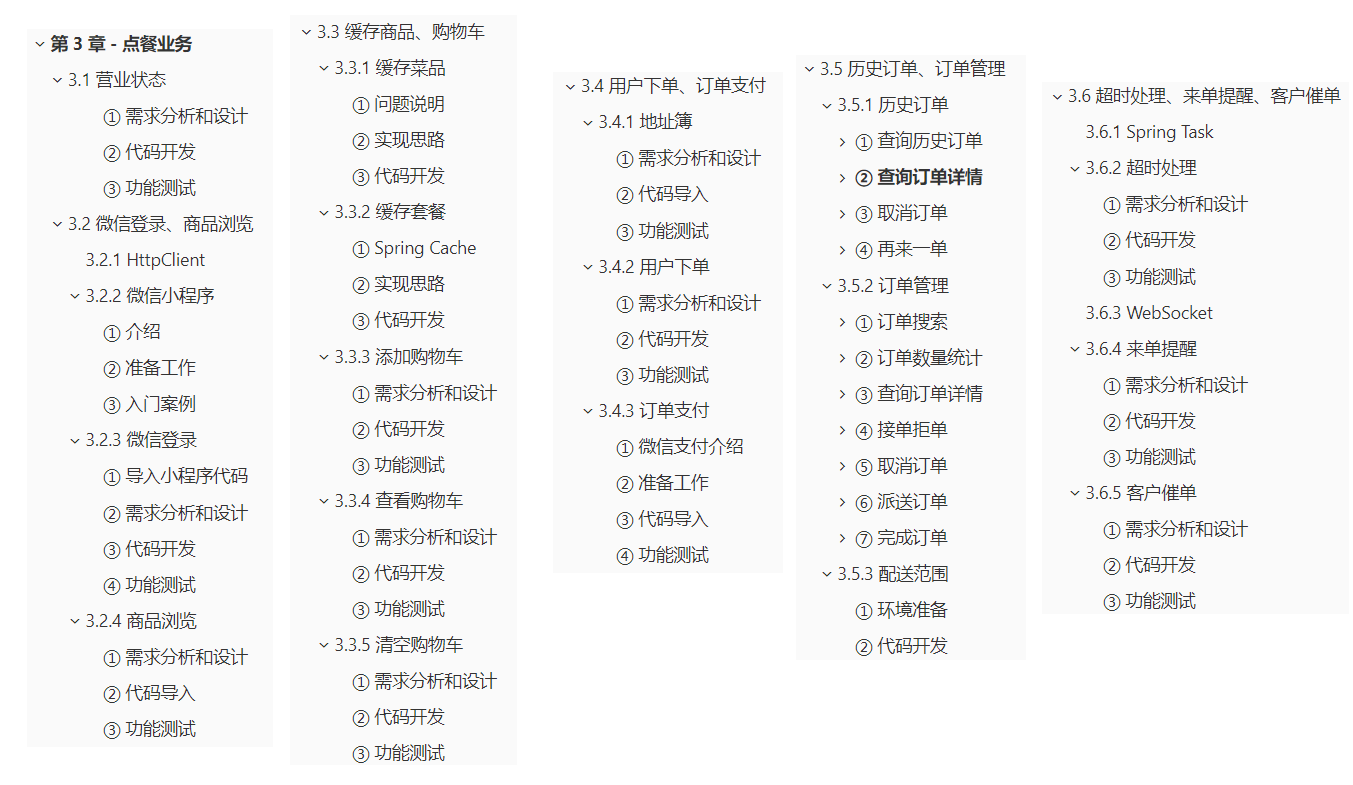 第 3 章 - 点餐业务
3.1 营业状态
① 需求分析和设计
② 代码开发
③ 功能测试
3.2 微信登录、商品浏览
3.2.1 HttpClient
3.2.2 微信小程序
① 介绍
② 准备工作
③ 入门案例
3.2.3 微信登录
① 导入小程序代码
② 需求分析和设计
③ 代码开发
④ 功能测试
3.2.4 商品浏览
① 需求分析和设计
② 代码导入
③ 功能测试
3.3 缓存商品、购物车
3.3.1 缓存菜品
① 问题说明
② 实现思路
③ 代码开发
3.3.2 缓存套餐
① Spring Cache
② 实现思路
③ 代码开发
3.3.3 添加购物车
① 需求分析和设计
② 代码开发
③ 功能测试
3.3.4 查看购物车
① 需求分析和设计
② 代码开发
③ 功能测试
3.3.5 清空购物车
① 需求分析和设计
② 代码开发
③ 功能测试
3.4 用户下单、订单支付
3.4.1 地址簿
① 需求分析和设计
② 代码导入
③ 功能测试
3.4.2 用户下单
① 需求分析和设计
② 代码开发
③ 功能测试
3.4.3 订单支付
① 微信支付介绍
② 准备工作
③ 代码导入
④ 功能测试
3.5 历史订单、订单管理
3.5.1 历史订单
① 查询历史订单
② 查询订单详情
③ 取消订单
④ 再来一单
3.5.2 订单管理
① 订单搜索
② 订单数量统计
③ 查询订单详情
④ 接单拒单
⑤ 取消订单
⑥ 派送订单
⑦ 完成订单
3.5.3 配送范围
① 环境准备
② 代码开发
3.6 超时处理、来单提醒、客户催单
3.6.1 Spring Task
3.6.2 超时处理
① 需求分析和设计
② 代码开发
③ 功能测试
3.6.3 WebSocket
3.6.4 来单提醒
① 需求分析和设计
② 代码开发
③ 功能测试
3.6.5 客户催单
① 需求分析和设计
② 代码开发
③ 功能测试